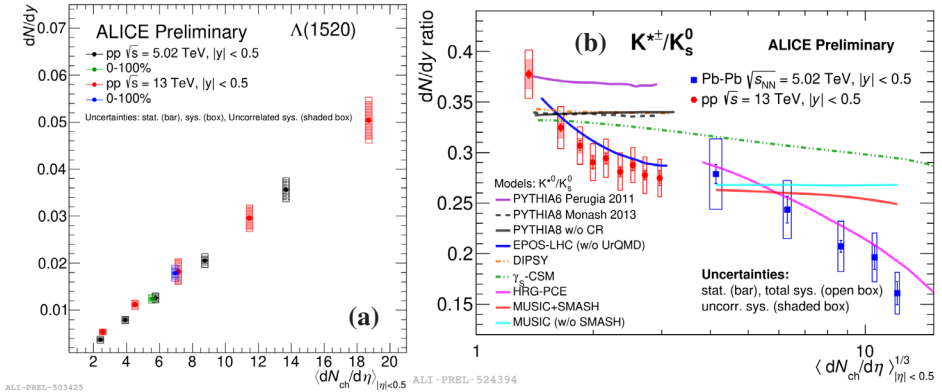 dN/dy
0.07
0.06
0.05
0.04
0.03
0.02
0.01
0
ALICE Preliminary
Λ(1520)
pp √s = 5.02 TeV, |y| < 0.5
0-100%
pp √s = 13 TeV, |y| < 0.5
0-100%
Uncertainties: stat. (bar), sys. (box), Uncorrelated sys. (shaded box)
(a)
0 2 4 6 8 10 12 14 16 18 20
⟨dN_ch/dη⟩_|η|<0.5
ALI-PREL-503425
dN/dy ratio
0.4
0.35
0.3
0.25
0.2
0.15
(b) K*±/K⁰_S
ALICE Preliminary
Pb-Pb √s_NN = 5.02 TeV, |y| < 0.5
pp √s = 13 TeV, |y| < 0.5
Models: K*⁰/K⁰_S
PYTHIA6 Perugia 2011
PYTHIA8 Monash 2013
PYTHIA8 w/o CR
EPOS-LHC (w/o UrQMD)
DIPSY
γ_S-CSM
HRG-PCE
MUSIC+SMASH
MUSIC (w/o SMASH)
Uncertainties:
stat. (bar), total sys. (open box)
uncorr. sys. (shaded box)
1 10
⟨dN_ch/dη⟩^1/3_|η| < 0.5
ALI-PREL-524394